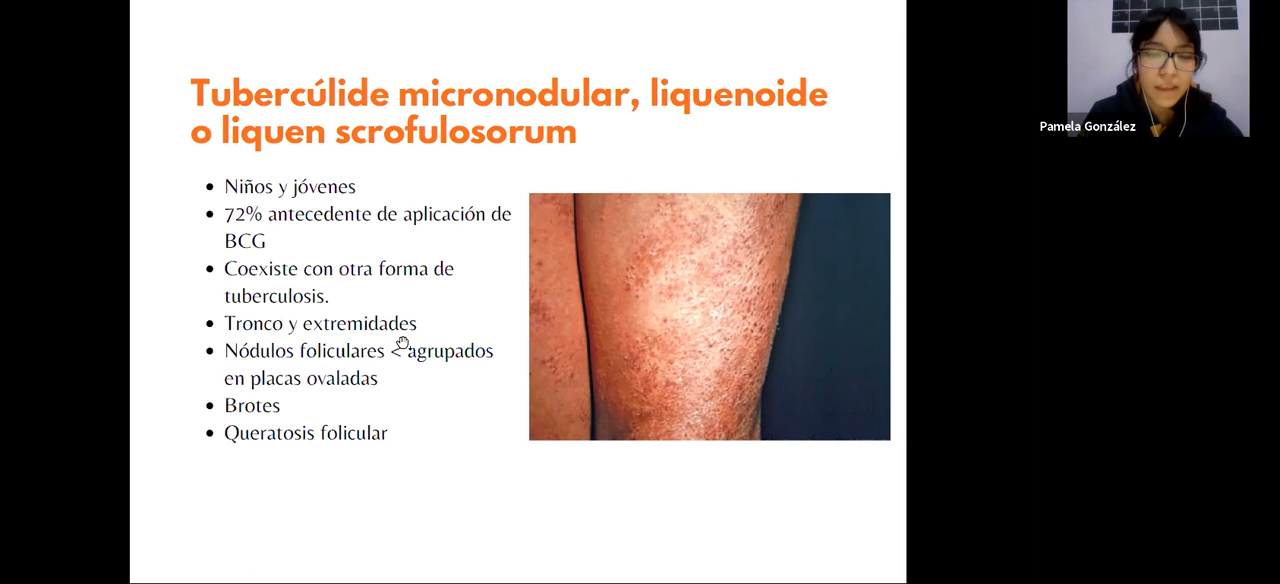 Tubercúlide micronodular, liquenoide
o liquen scrofulosorum
• Niños y jóvenes
• 72% antecedente de aplicación de
BCG
• Coexiste con otra forma de
tuberculosis.
• Tronco y extremidades
• Nódulos foliculares < agrupados
en placas ovaladas
• Brotes
• Queratosis folicular
Pamela González